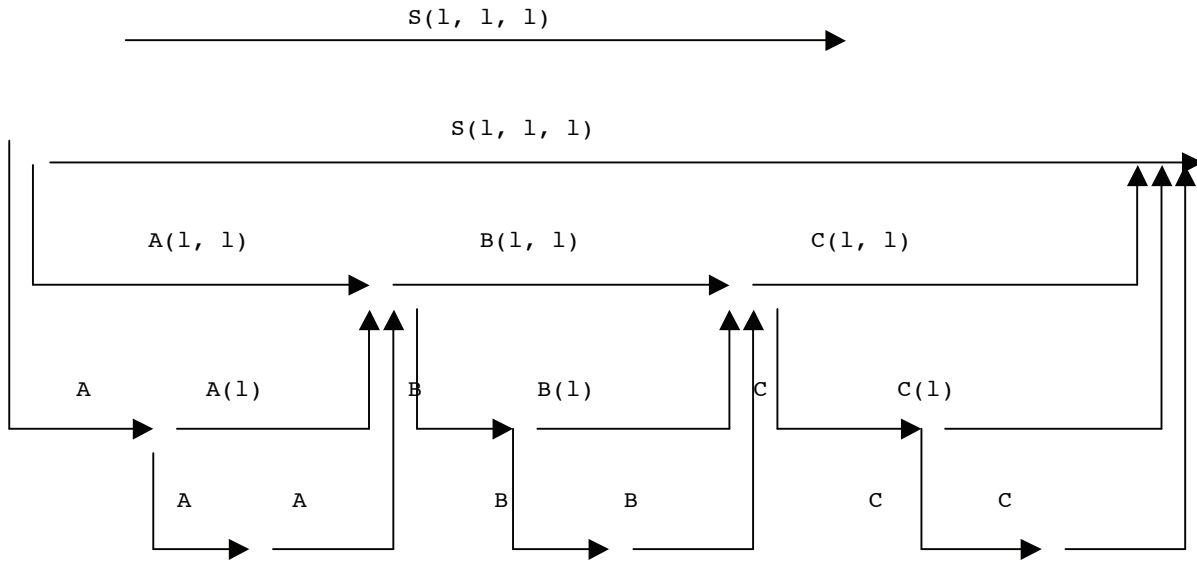 S(l, l, l)
S(l, l, l)
A(l, l) B(l, l) C(l, l)
A A(l) B B(l) C C(l)
A A B B C C